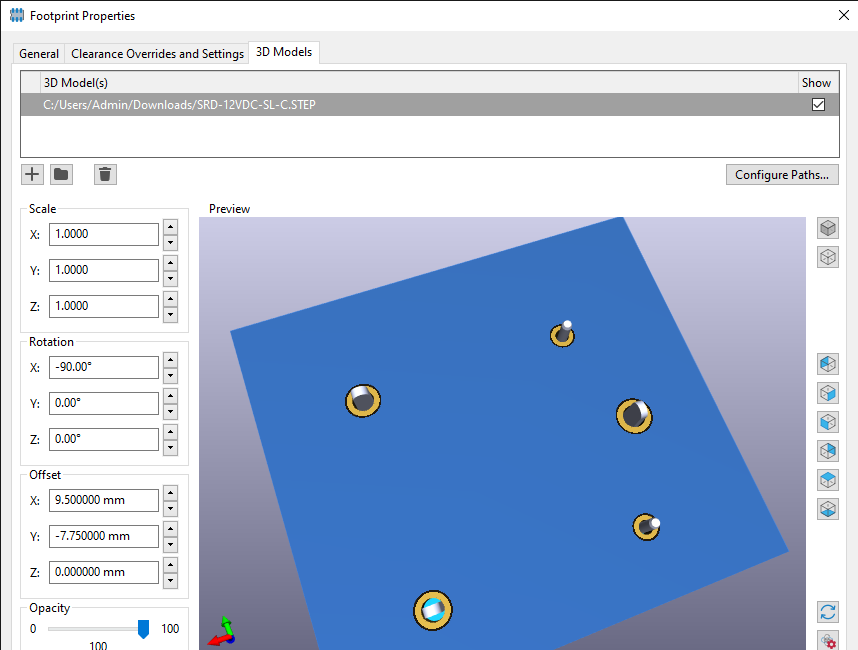 Footprint Properties
General Clearance Overrides and Settings 3D Models
3D Model(s) Show
C:/Users/Admin/Downloads/SRD-12VDC-SL-C.STEP
Configure Paths...
Scale
Preview
X: 1.0000
Y: 1.0000
Z: 1.0000
Rotation
X: -90.00°
Y: 0.00°
Z: 0.00°
Offset
X: 9.500000 mm
Y: -7.750000 mm
Z: 0.000000 mm
Opacity
0 100
100